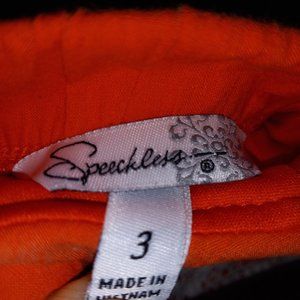 Speechless ®
3
MADE IN
VIETNAM